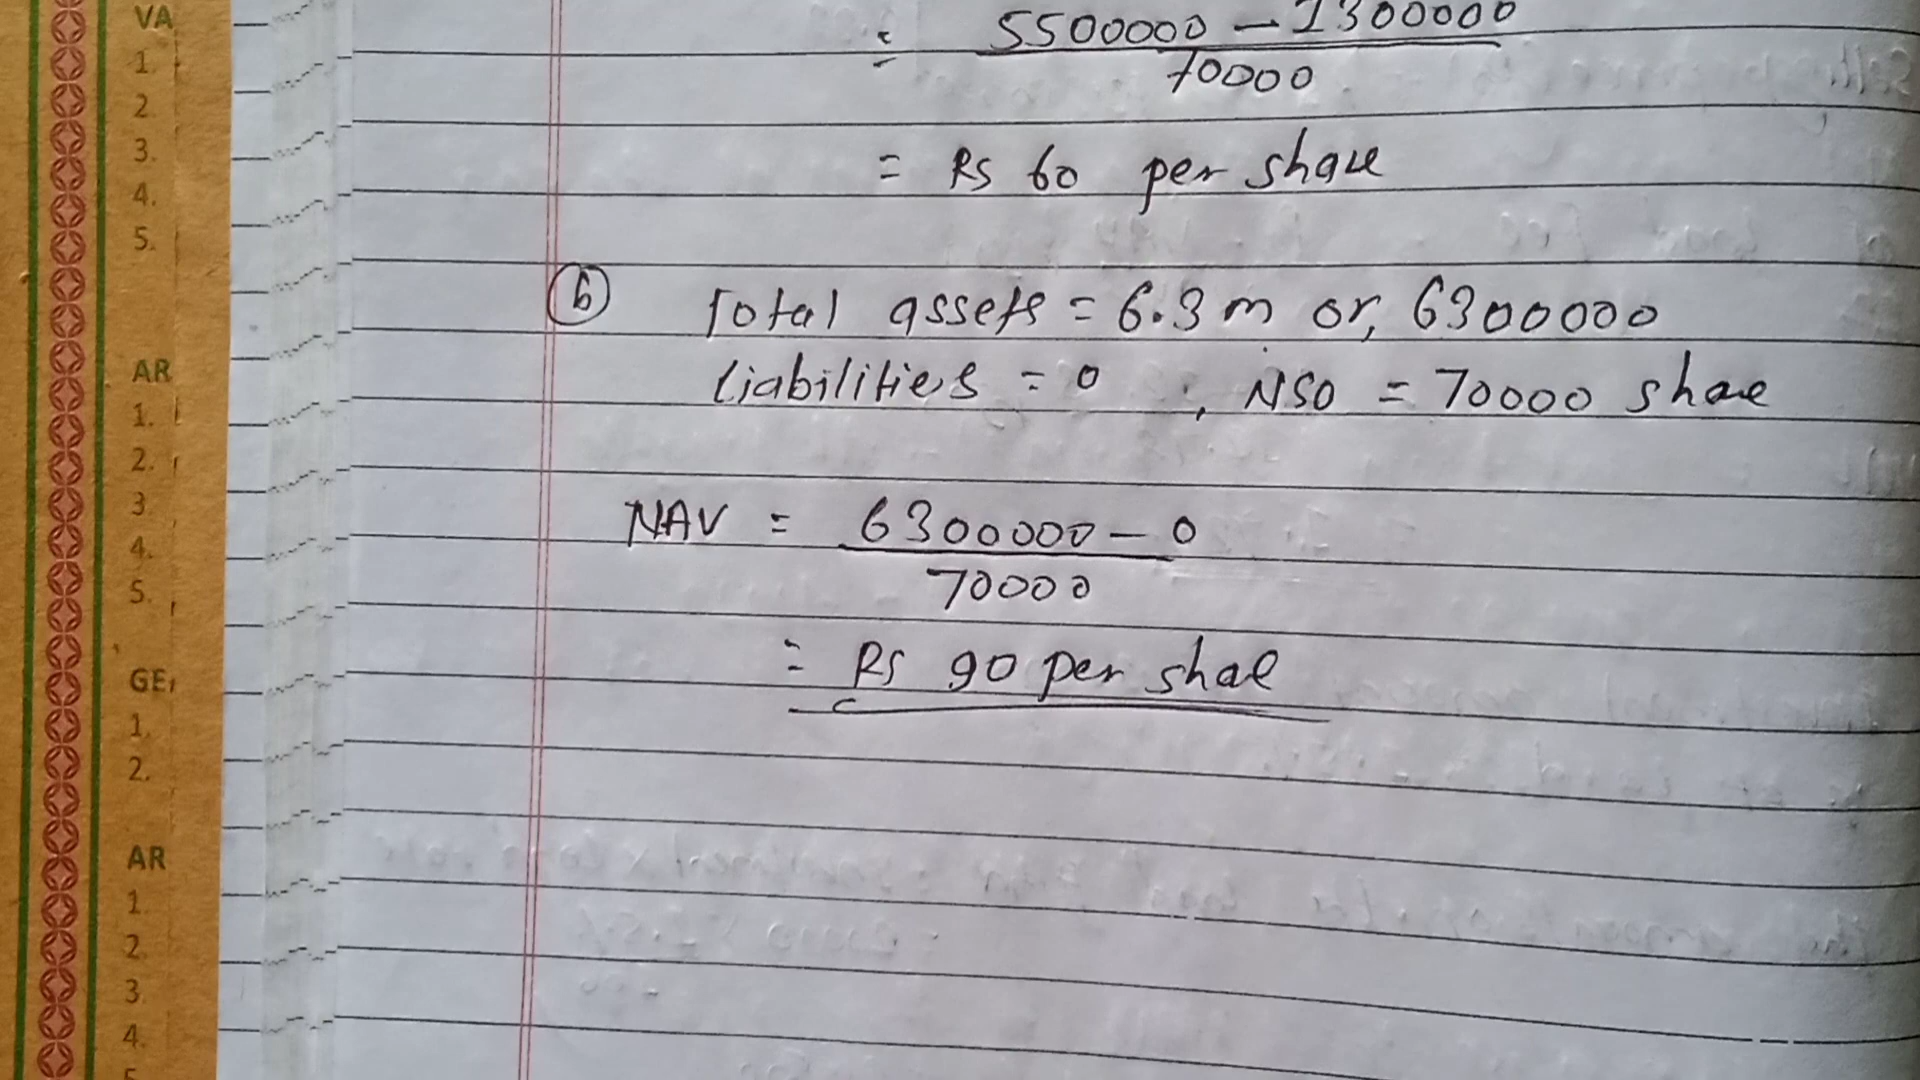 VA
1.
2.
3.
4.
5.
AR
1.
2.
3
4.
5.
GE
1.
2.
AR
1
2.
3
4.
5
= 5500000 - 1300000
70000
= Rs 60 per share
(b) Total assets = 6.3 m or, 6300000
Liabilities = 0 , NSO = 70000 share
NAV = 6300000 - 0
70000
= Rs 90 per shae